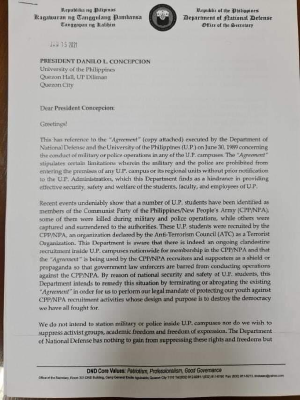 Republika ng Pilipinas
Kagawaran ng Tanggulang Pambansa
Tanggapan ng Kalihim
Republic of the Philippines
Department of National Defense
Office of the Secretary
JAN 15 2021
PRESIDENT DANILO L. CONCEPCION
University of the Philippines
Quezon Hall, UP Diliman
Quezon City
Dear President Concepcion:
Greetings!
This has reference to the "Agreement" (copy attached) executed by the Department of
National Defense and the University of the Philippines (U.P.) on June 30, 1989 concerning
the conduct of military or police operations in any of the U.P. campuses. The "Agreement"
stipulates certain limitations wherein the military and the police are prohibited from
entering the premises of any U.P. campus or its regional units without prior notification
to the U.P. Administration, which this Department finds as a hindrance in providing
effective security, safety and welfare of the students, faculty, and employees of U.P.
Recent events undeniably show that a number of U.P. students have been identified as
members of the Communist Party of the Philippines/New People's Army (CPP/NPA),
some of them were killed during military and police operations, while others were
captured and surrendered to the authorities. These U.P. students were recruited by the
CPP/NPA, an organization declared by the Anti-Terrorism Council (ATC) as a Terrorist
Organization. This Department is aware that there is indeed an ongoing clandestine
recruitment inside U.P. campuses nationwide for membership in the CPP/NPA and that
the "Agreement" is being used by the CPP/NPA recruiters and supporters as a shield or
propaganda so that government law enforcers are barred from conducting operations
against the CPP/NPA. By reason of national security and safety of U.P. students, this
Department intends to remedy this situation by terminating or abrogating the existing
"Agreement" in order for us to perform our legal mandate of protecting our youth against
CPP/NPA recruitment activities whose design and purpose is to destroy the democracy
we have all fought for.
We do not intend to station military or police inside U.P. campuses nor do we wish to
suppress activist groups, academic freedom and freedom of expression. The Department
of National Defense has nothing to gain from suppressing these rights and freedoms but
DND Core Values: Patriotism, Professionalism, Good Governance